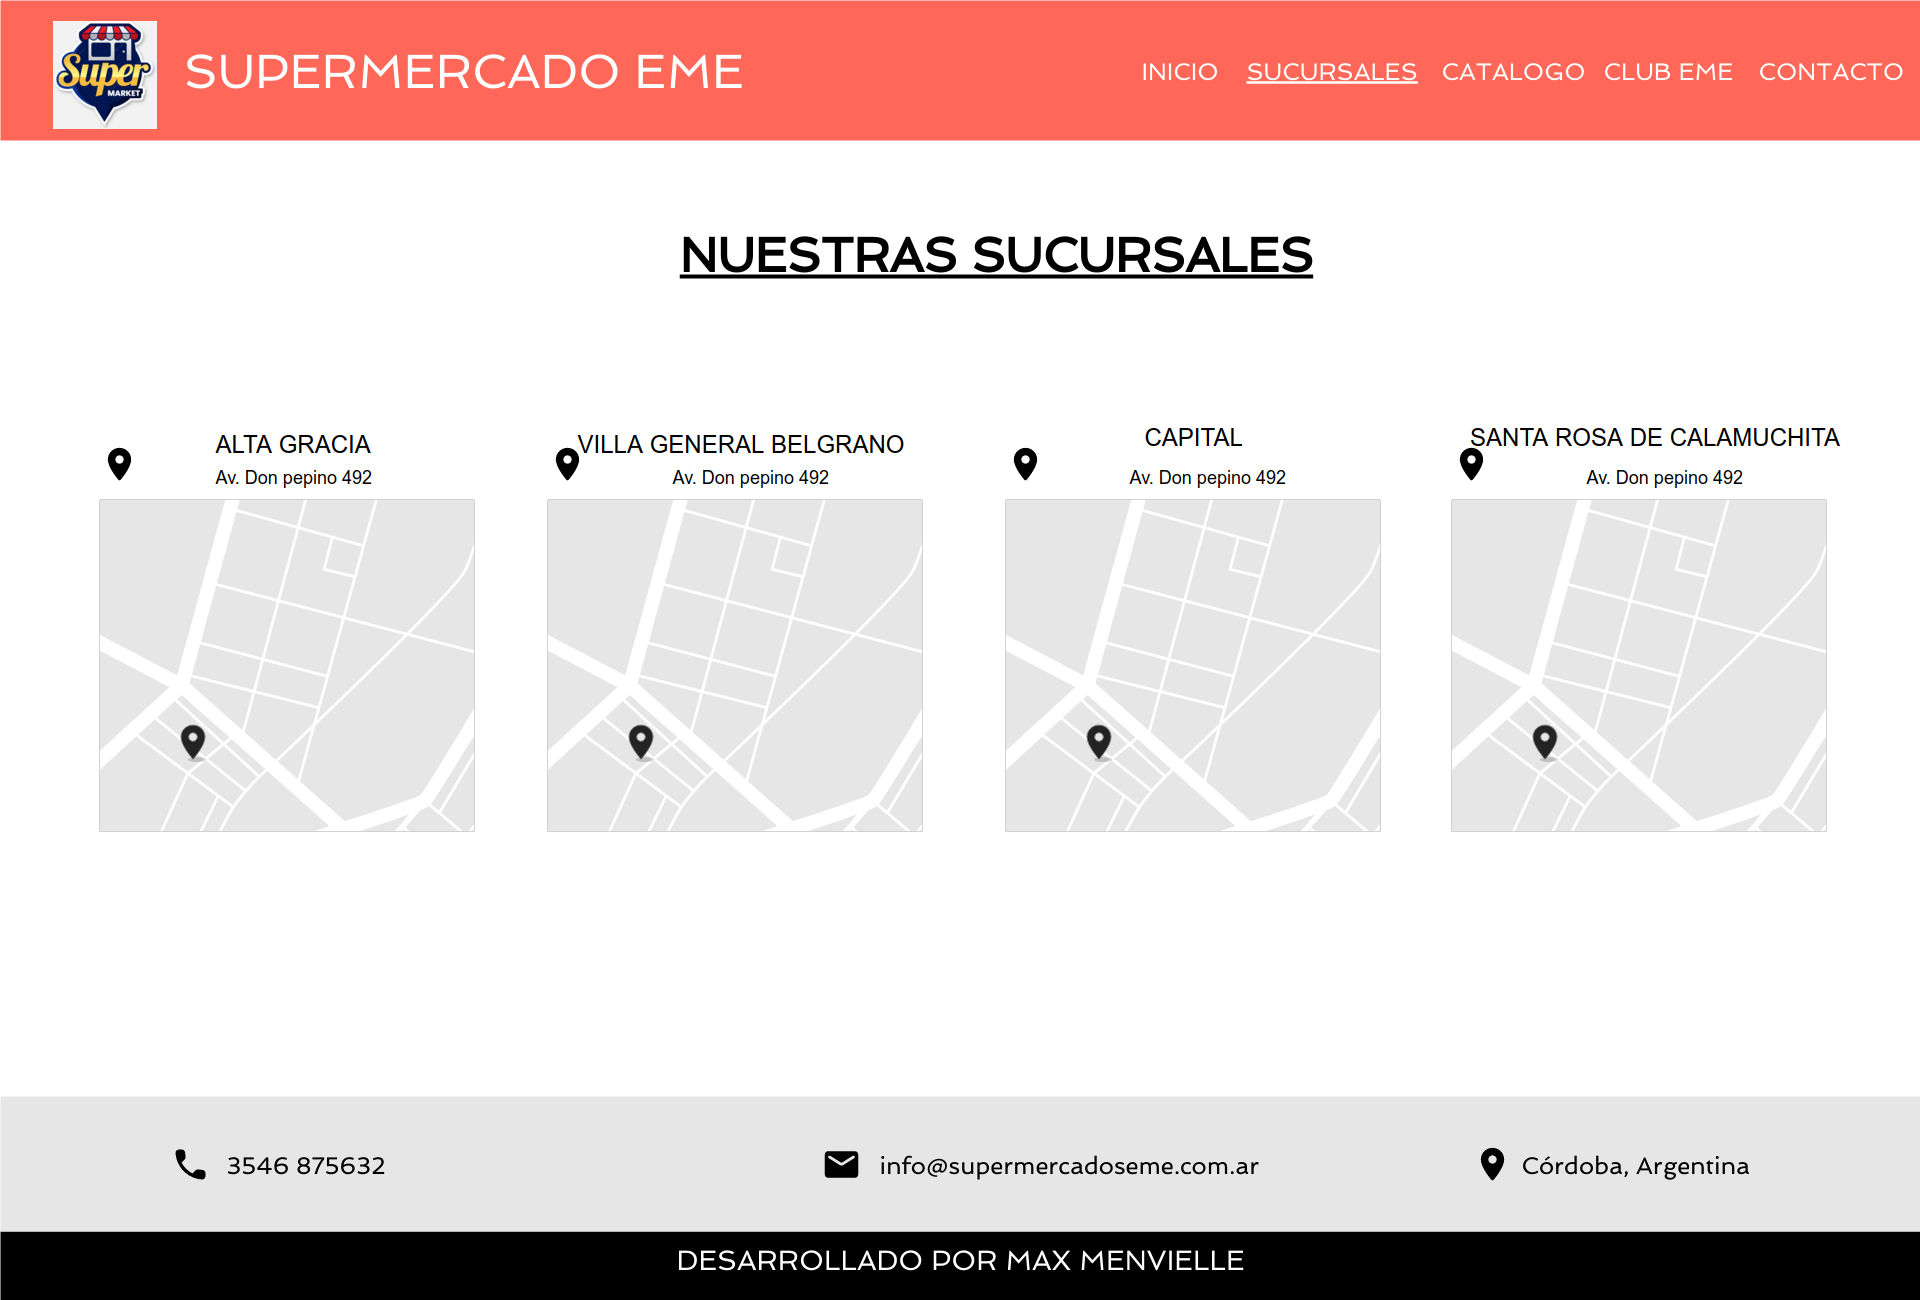 Super
MARKET
SUPERMERCADO EME
INICIO SUCURSALES CATALOGO CLUB EME CONTACTO
NUESTRAS SUCURSALES
ALTA GRACIA
Av. Don pepino 492
VILLA GENERAL BELGRANO
Av. Don pepino 492
CAPITAL
Av. Don pepino 492
SANTA ROSA DE CALAMUCHITA
Av. Don pepino 492
3546 875632
info@supermercadoseme.com.ar
Córdoba, Argentina
DESARROLLADO POR MAX MENVIELLE